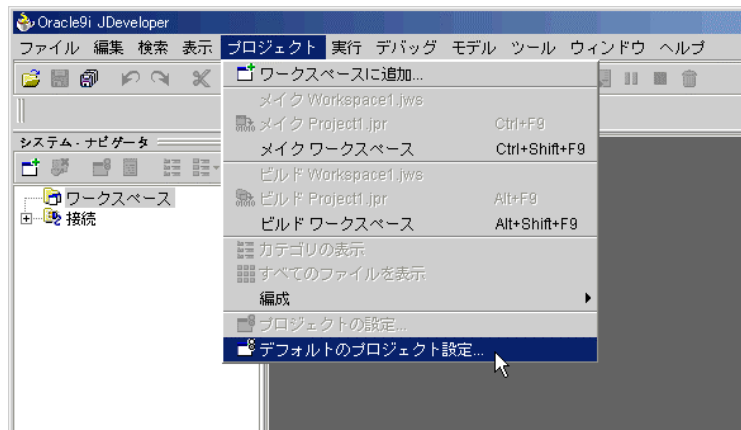 Oracle9i JDeveloper
ファイル 編集 検索 表示 プロジェクト 実行 デバッグ モデル ツール ウィンドウ ヘルプ
ワークスペースに追加...
メイク Workspace1.jws
メイク Project1.jpr Ctrl+F9
メイク ワークスペース Ctrl+Shift+F9
ビルド Workspace1.jws
ビルド Project1.jpr Alt+F9
ビルド ワークスペース Alt+Shift+F9
カテゴリの表示
すべてのファイルを表示
編成
プロジェクトの設定...
デフォルトのプロジェクト設定...
システム - ナビゲータ
ワークスペース
接続